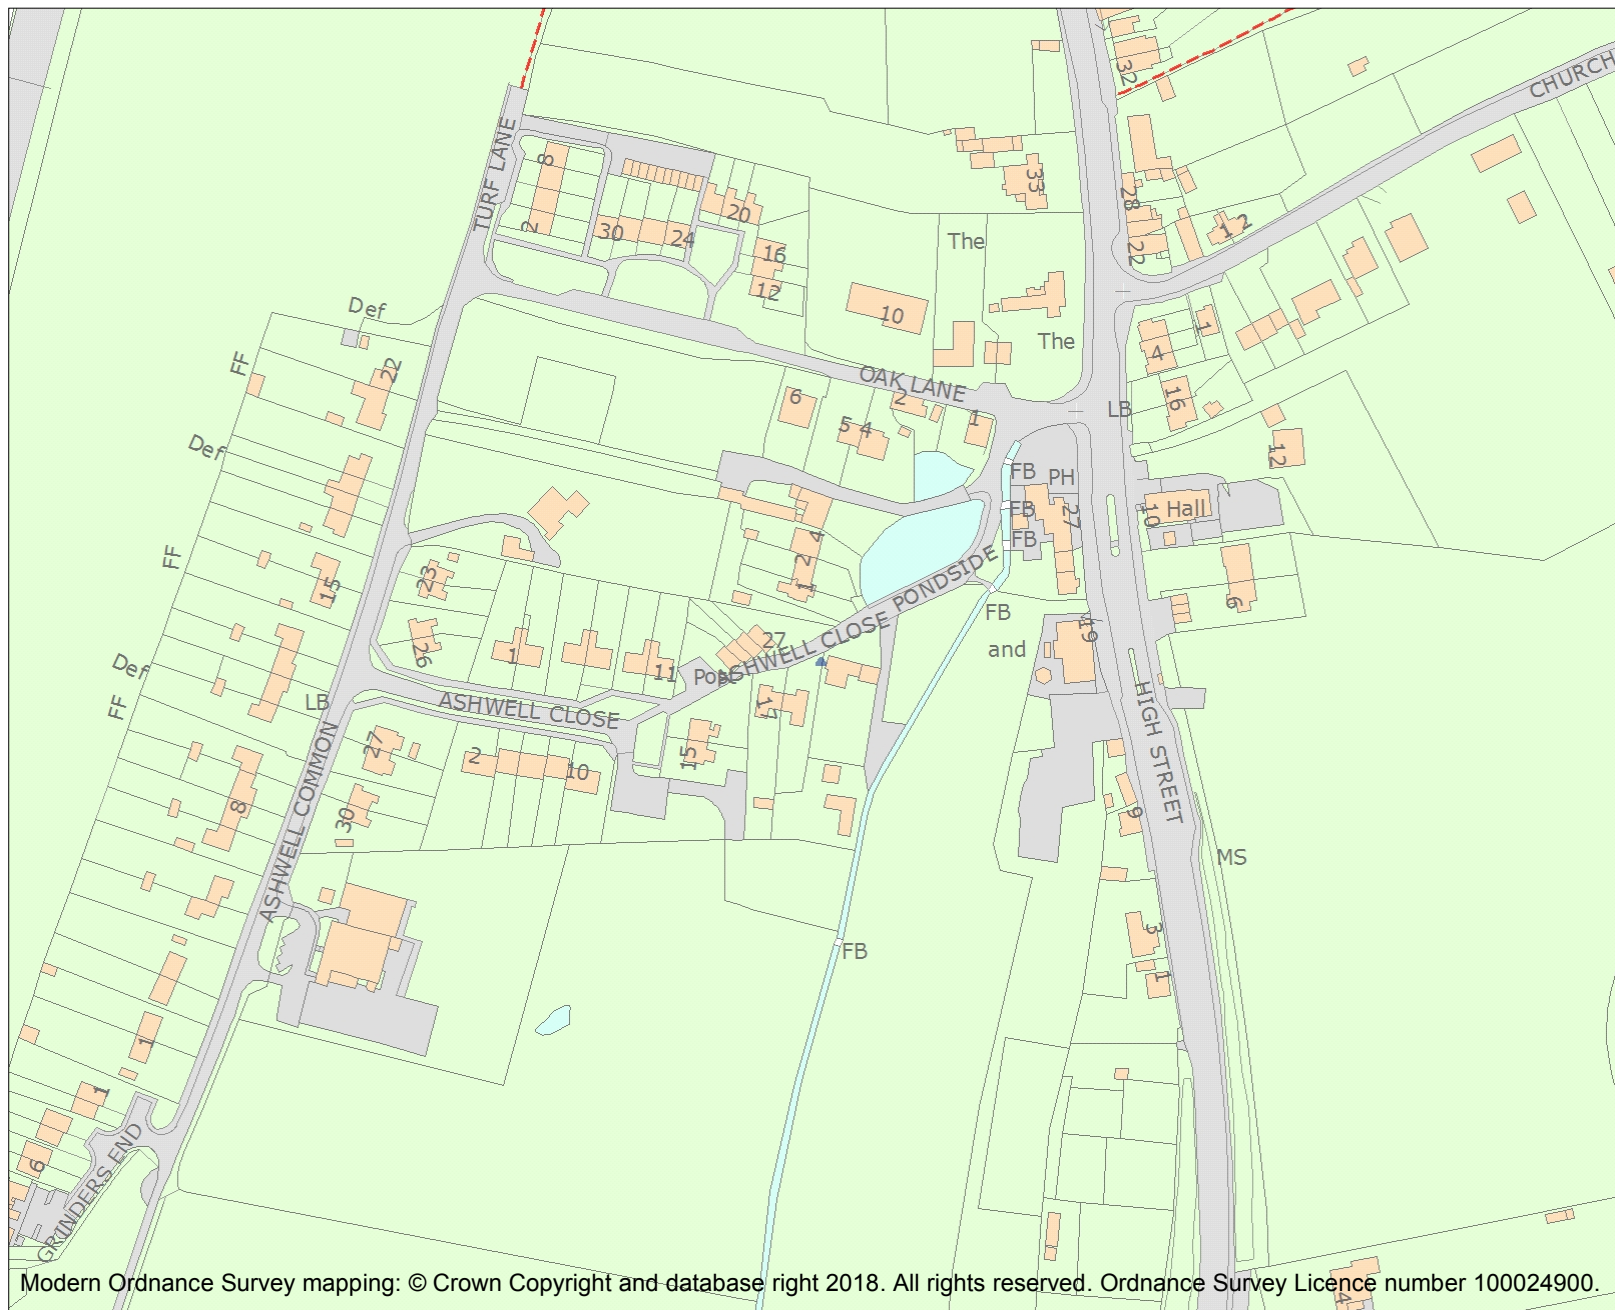 32
CHURCH
TURF LANE
8
2
30
24
20
16
12
33
The
28
22
1
2
10
The
OAK LANE
Def
22
FF
Def
FF
Def
FF
6
5
4
2
1
4
1
16
LB
12
FB
FB
FB
PH
27
10
Hall
6
15
23
26
1
11
4
2
1
27
PONDSIDE
ASHWELL CLOSE
Post
FB
and
19
LB
ASHWELL CLOSE
ASHWELL COMMON
27
30
8
2
10
15
17
HIGH STREET
9
MS
3
1
FB
1
1
6
GRINDERS END
4
Modern Ordnance Survey mapping: © Crown Copyright and database right 2018. All rights reserved. Ordnance Survey Licence number 100024900.